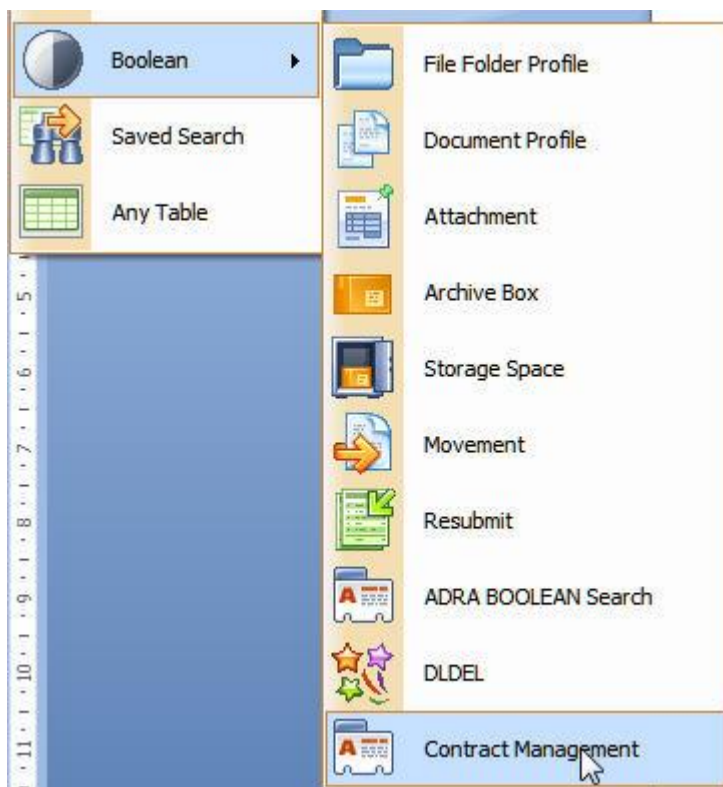 Boolean
Saved Search
Any Table
File Folder Profile
Document Profile
Attachment
Archive Box
Storage Space
Movement
Resubmit
ADRA BOOLEAN Search
DLDEL
Contract Management
5
6
7
8
9
10
11